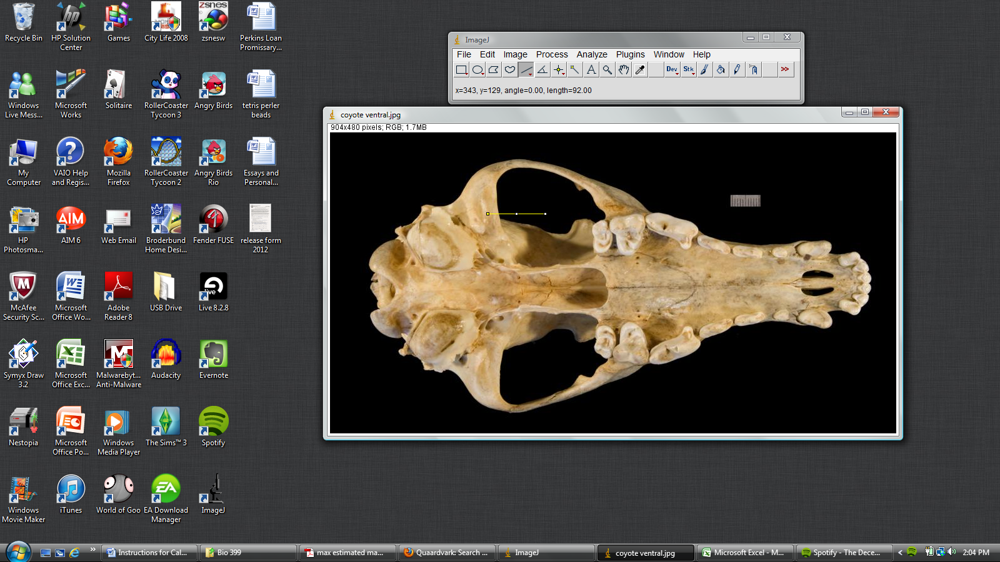 Recycle Bin
HP Solution
Center
Games
City Life 2008
zsnes
zsnesw
Perkins Loan
Promissary...
Windows
Live Mess...
Microsoft
Works
Solitaire
RollerCoaster
Tycoon 3
Angry Birds
tetris perler
beads
My
Computer
VAIO Help
and Regis...
Mozilla
Firefox
RollerCoaster
Tycoon 2
Angry Birds
Rio
Essays and
Personal...
HP
Photosma...
AIM
AIM 6
Web Email
Broderbund
Home Desi...
Fender FUSE
release form
2012
McAfee
Security Sc...
Microsoft
Office Wo...
Adobe
Reader 8
USB Drive
live
Live 8.2.8
Symyx Draw
3.2
Microsoft
Office Exc...
Malwarebyt...
Anti-Malware
Audacity
Evernote
Nestopia
Microsoft
Office Po...
Windows
Media Player
The Sims™ 3
Spotify
Windows
Movie Maker
iTunes
World of Goo
EA
EA Download
Manager
ImageJ
ImageJ
File Edit Image Process Analyze Plugins Window Help
A Dev Stk >>
x=343, y=129, angle=0.00, length=92.00
coyote ventral.jpg
904x480 pixels; RGB; 1.7MB
» Instructions for Cal... Bio 399 max estimated ma... Quaardvark: Search ... ImageJ coyote ventral.jpg Microsoft Excel - M... Spotify - The Dece... < 2:04 PM